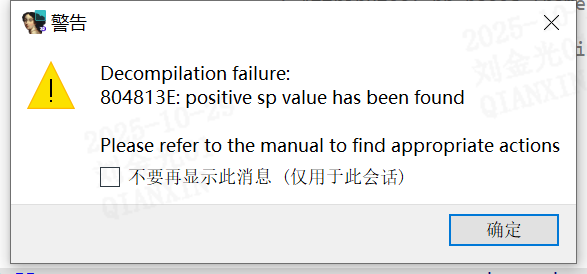 警告
Decompilation failure:
804813E: positive sp value has been found
Please refer to the manual to find appropriate actions
不要再显示此消息（仅用于此会话）
确定